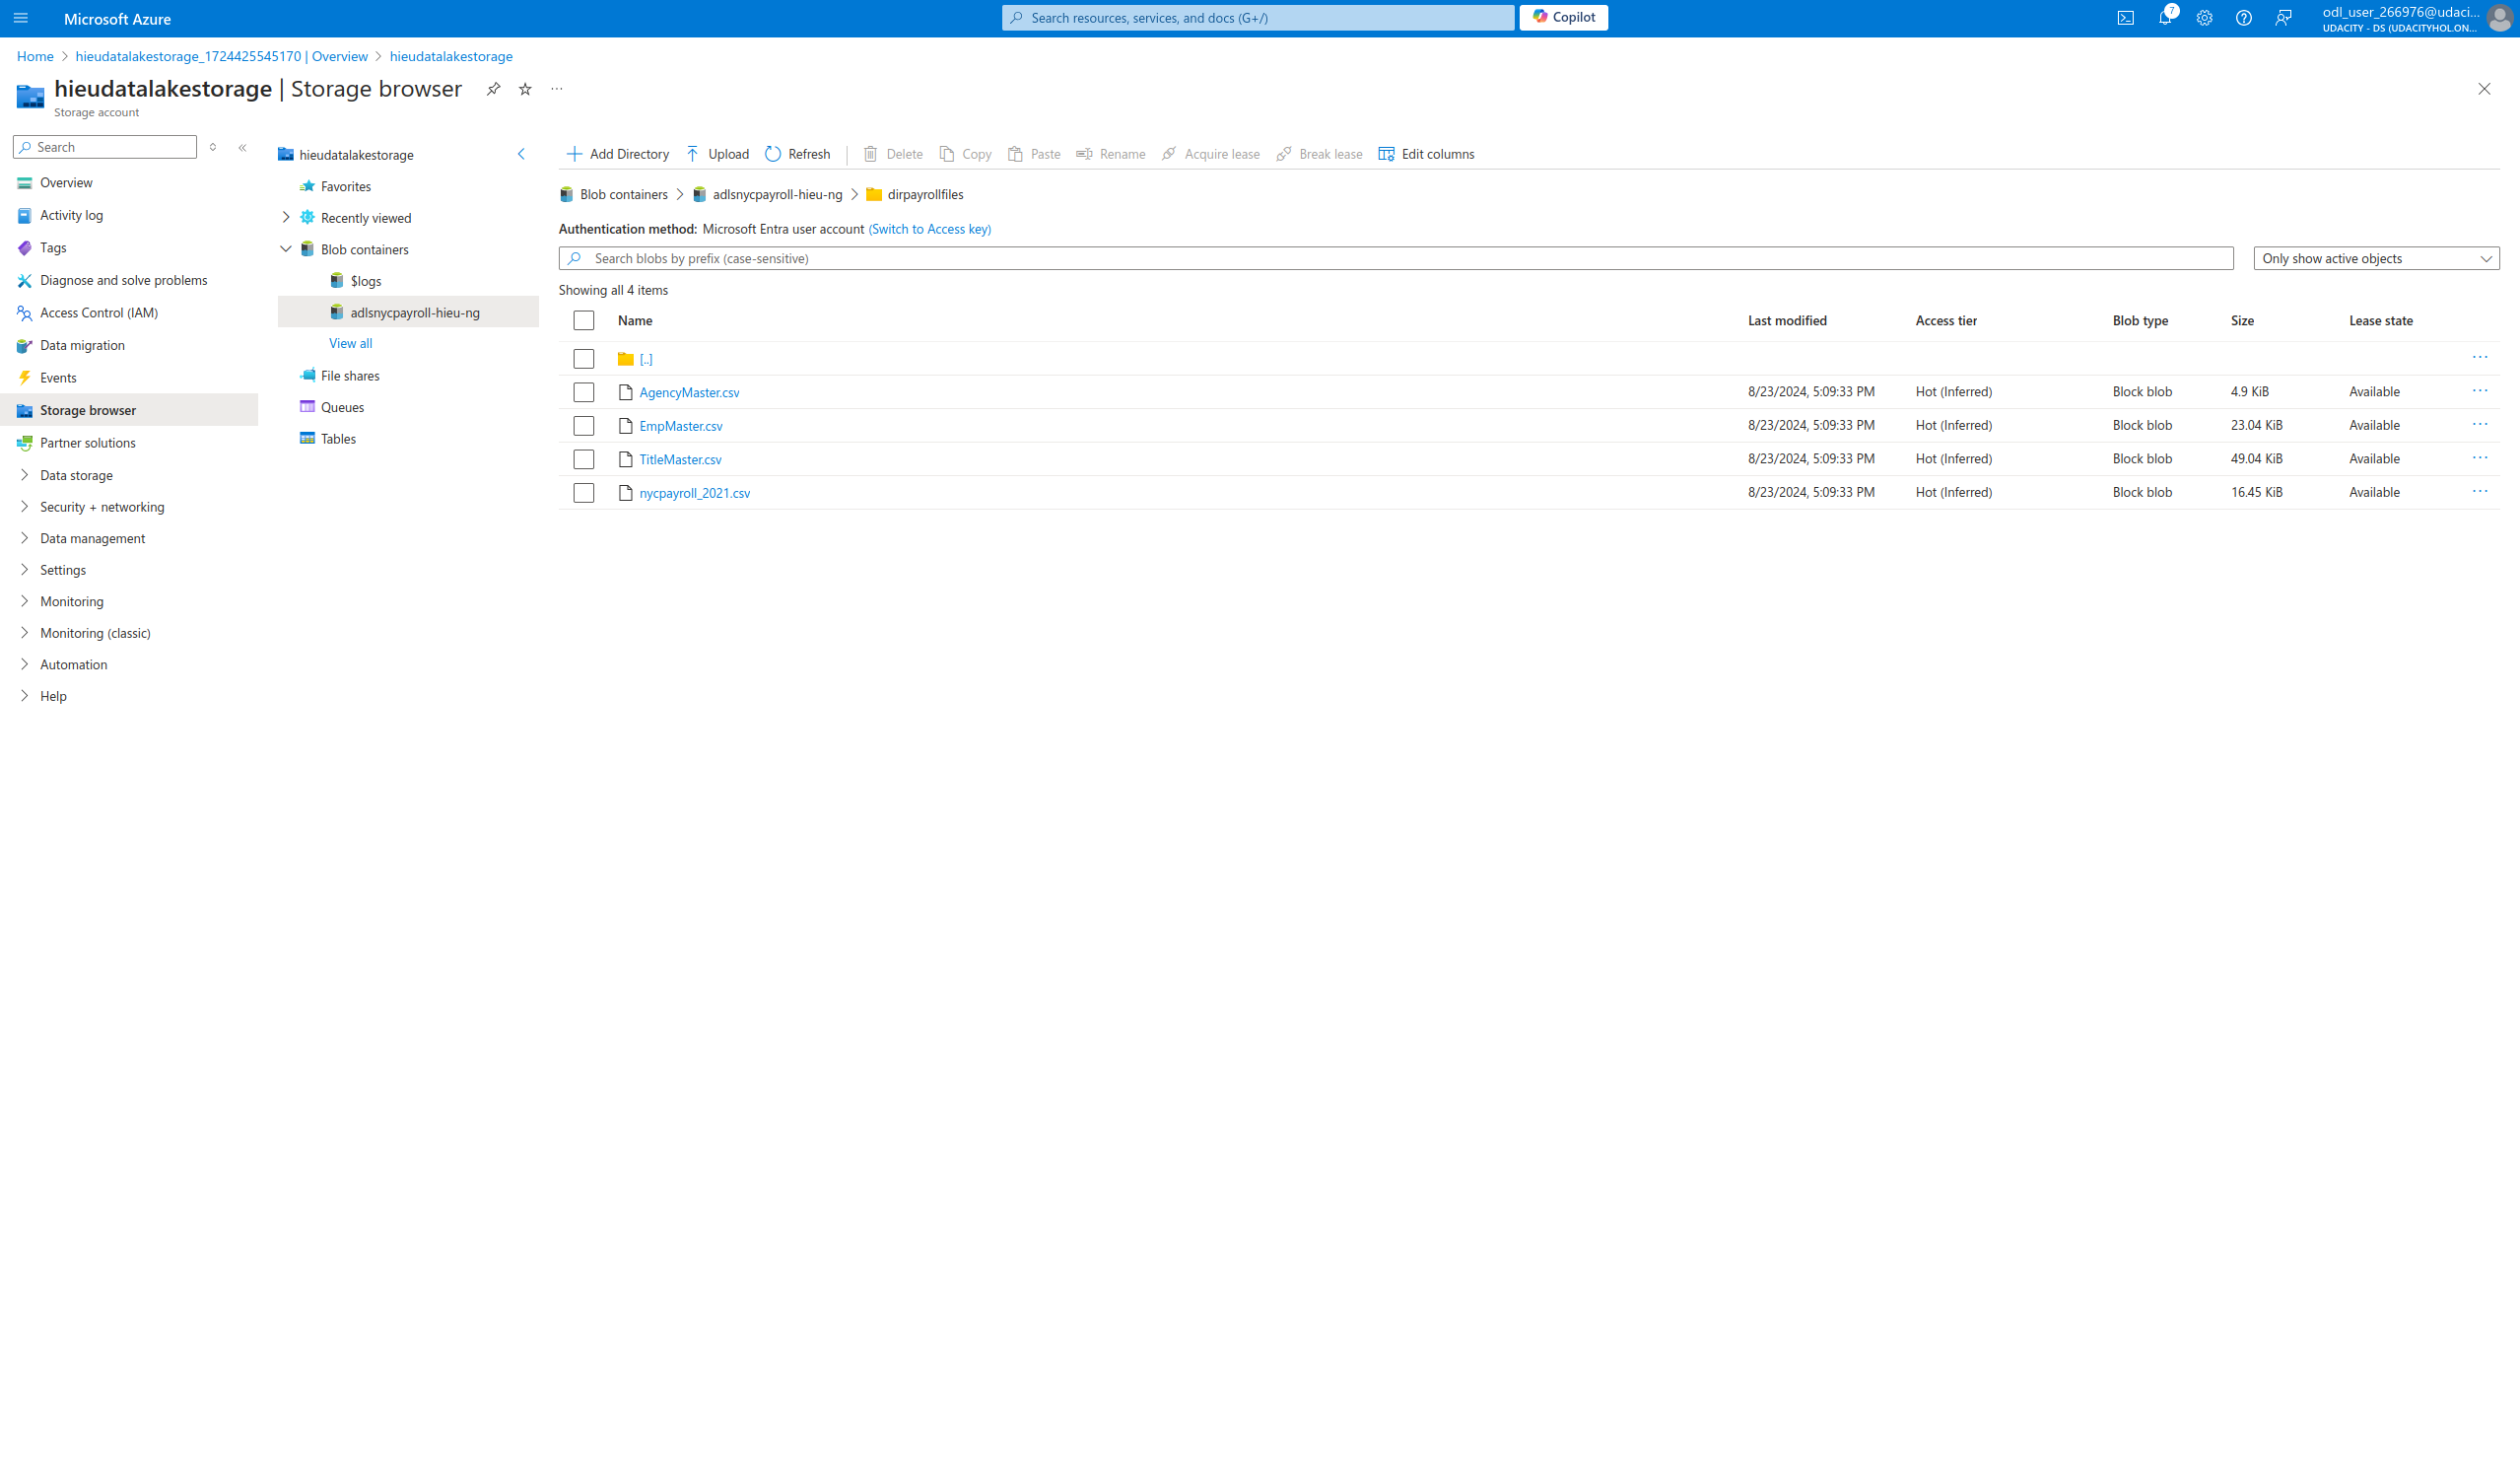 Microsoft Azure
Search resources, services, and docs (G+/)
Copilot
7
odl_user_266976@udaci...
UDACITY - DS (UDACITYHOL.ON...
Home > hieudatalakestorage_1724425545170 | Overview > hieudatalakestorage
hieudatalakestorage | Storage browser
Storage account
Search
Overview
Activity log
Tags
Diagnose and solve problems
Access Control (IAM)
Data migration
Events
Storage browser
Partner solutions
Data storage
Security + networking
Data management
Settings
Monitoring
Monitoring (classic)
Automation
Help
hieudatalakestorage
Favorites
Recently viewed
Blob containers
$logs
adlsnycpayroll-hieu-ng
View all
File shares
Queues
Tables
Add Directory Upload Refresh Delete Copy Paste Rename Acquire lease Break lease Edit columns
Blob containers > adlsnycpayroll-hieu-ng > dirpayrollfiles
Authentication method: Microsoft Entra user account (Switch to Access key)
Search blobs by prefix (case-sensitive)
Only show active objects
Showing all 4 items
Name Last modified Access tier Blob type Size Lease state
[..]
AgencyMaster.csv 8/23/2024, 5:09:33 PM Hot (Inferred) Block blob 4.9 KiB Available
EmpMaster.csv 8/23/2024, 5:09:33 PM Hot (Inferred) Block blob 23.04 KiB Available
TitleMaster.csv 8/23/2024, 5:09:33 PM Hot (Inferred) Block blob 49.04 KiB Available
nycpayroll_2021.csv 8/23/2024, 5:09:33 PM Hot (Inferred) Block blob 16.45 KiB Available